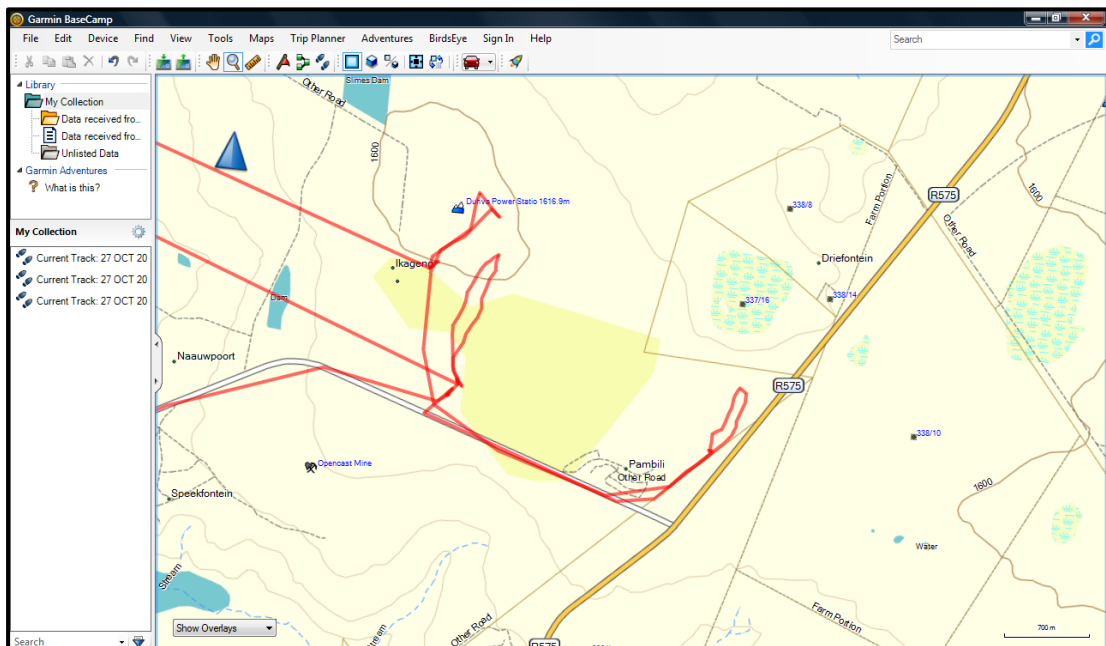 Garmin BaseCamp
File Edit Device Find View Tools Maps Trip Planner Adventures BirdsEye Sign In Help
Search
Library
My Collection
Data received fro...
Data received fro...
Unlisted Data
Garmin Adventures
? What is this?
My Collection
Current Track: 27 OCT 20
Current Track: 27 OCT 20
Current Track: 27 OCT 20
Search
Slimes Dam
Other Road
1600
Duhva Power Statio 1616.9m
Ikageng
Dam
Naauwpoort
Opencast Mine
Speekfontein
Stream
Show Overlays
Stream
Other Road
Pambili
Other Road
R575
R575
R575
338/8
Farm Portion
Other Road
1600
Driefontein
337/16
338/14
338/10
1600
Water
Farm Portion
700 m